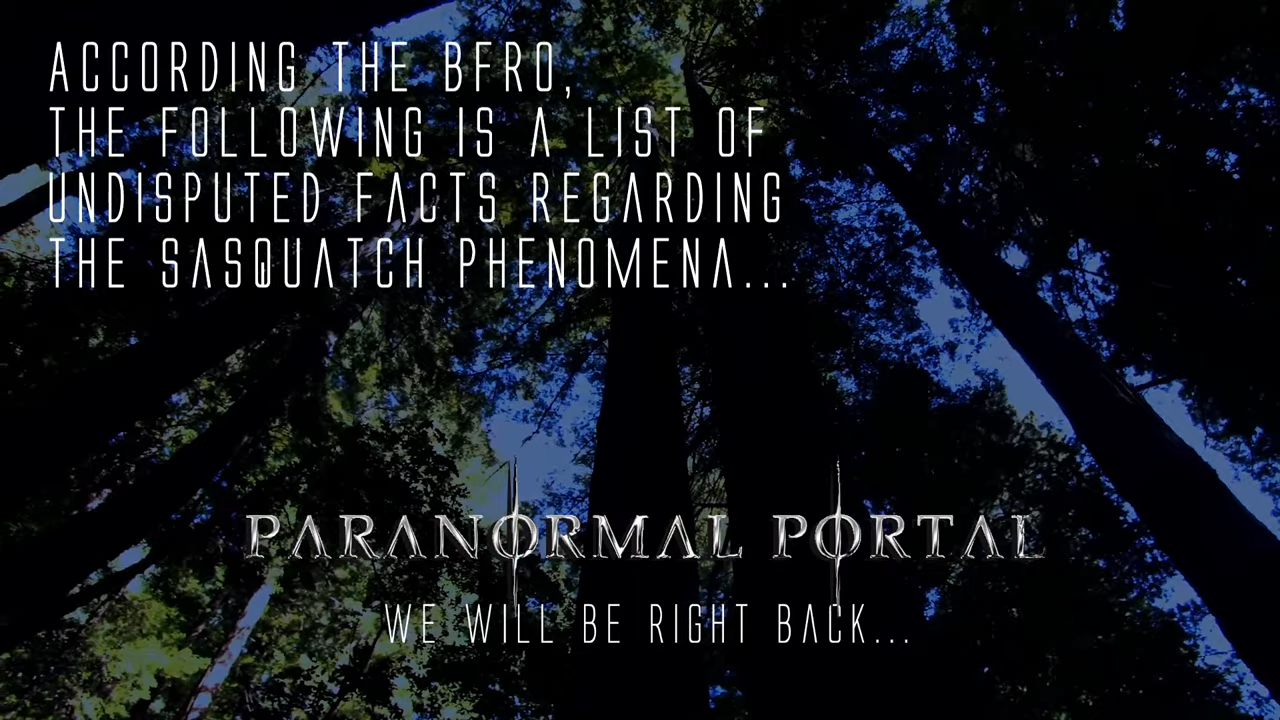 ACCORDING THE BFRO,
THE FOLLOWING IS A LIST OF
UNDISPUTED FACTS REGARDING
THE SASQUATCH PHENOMENA...
PARANORMAL PORTAL
WE WILL BE RIGHT BACK...